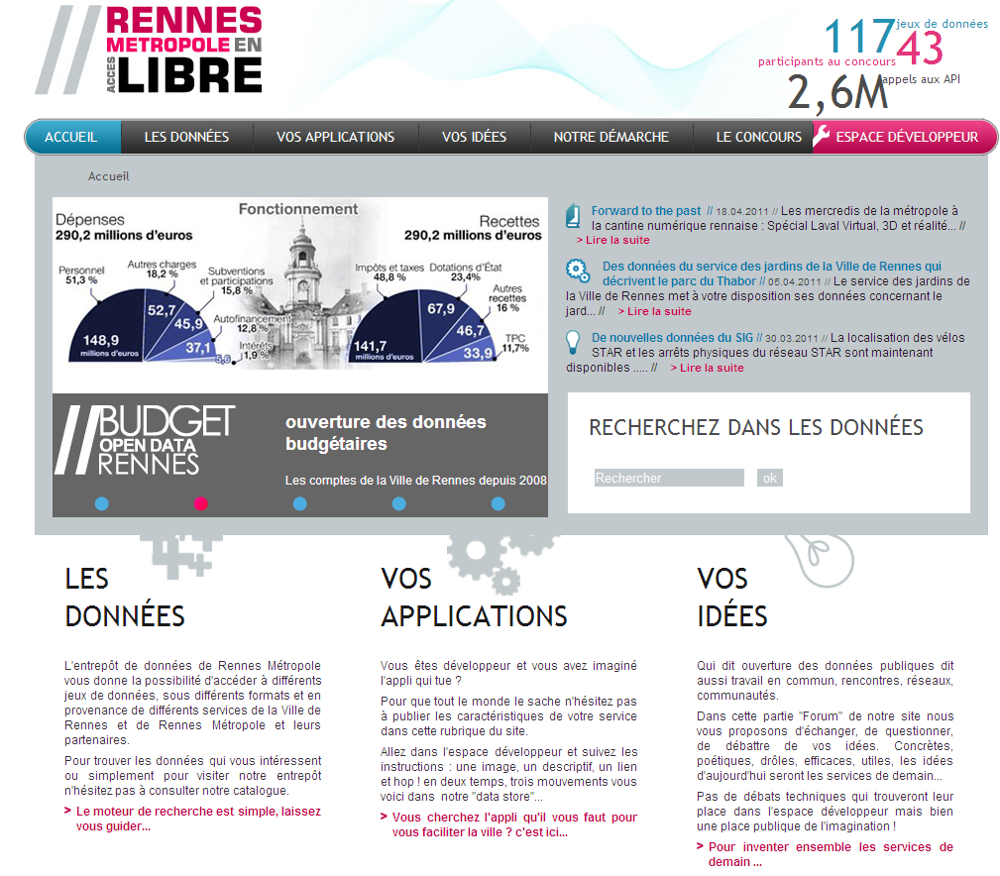 RENNES
METROPOLE EN
ACCES LIBRE
117 jeux de données
participants au concours 43
2,6M appels aux API
ACCUEIL LES DONNÉES VOS APPLICATIONS VOS IDÉES NOTRE DÉMARCHE LE CONCOURS ESPACE DÉVELOPPEUR
Accueil
Fonctionnement
Dépenses
290,2 millions d'euros
Recettes
290,2 millions d'euros
Personnel
51,3 %
Autres charges
18,2 %
Subventions
et participations
15,8 %
Autofinancement
12,8 %
Intérêts
1,9 %
148,9
millions d'euros
52,7
45,9
37,1
5,6
Impôts et taxes
48,8 %
Dotations d'État
23,4%
Autres
recettes
16 %
TPC
11,7%
141,7
millions d'euros
67,9
46,7
33,9
//BUDGET
OPEN DATA
RENNES
ouverture des données
budgétaires
Les comptes de la Ville de Rennes depuis 2008
Forward to the past // 18.04.2011 // Les mercredis de la métropole à
la cantine numérique rennaise : Spécial Laval Virtual, 3D et réalité... //
> Lire la suite
Des données du service des jardins de la Ville de Rennes qui
décrivent le parc du Thabor // 05.04.2011 // Le service des jardins de
la Ville de Rennes met à votre disposition ses données concernant le
jard... // > Lire la suite
De nouvelles données du SIG // 30.03.2011 // La localisation des vélos
STAR et les arrêts physiques du réseau STAR sont maintenant
disponibles ..... // > Lire la suite
RECHERCHEZ DANS LES DONNÉES
Rechercher ok
LES
DONNÉES
L'entrepôt de données de Rennes Métropole
vous donne la possibilité d'accéder à différents
jeux de données, sous différents formats et en
provenance de différents services de la Ville de
Rennes et de Rennes Métropole et leurs
partenaires.
Pour trouver les données qui vous intéressent
ou simplement pour visiter notre entrepôt
n'hésitez pas à consulter notre catalogue.
> Le moteur de recherche est simple, laissez
vous guider...
VOS
APPLICATIONS
Vous êtes développeur et vous avez imaginé
l'appli qui tue ?
Pour que tout le monde le sache n'hésitez pas
à publier les caractéristiques de votre service
dans cette rubrique du site.
Allez dans l'espace développeur et suivez les
instructions : une image, un descriptif, un lien
et hop ! en deux temps, trois mouvements vous
voici dans notre "data store"...
> Vous cherchez l'appli qu'il vous faut pour
vous faciliter la ville ? c'est ici...
VOS
IDÉES
Qui dit ouverture des données publiques dit
aussi travail en commun, rencontres, réseaux,
communautés.
Dans cette partie "Forum" de notre site nous
vous proposons d'échanger, de questionner,
de débattre de vos idées. Concrètes,
poétiques, drôles, efficaces, utiles, les idées
d'aujourd'hui seront les services de demain...
Pas de débats techniques qui trouveront leur
place dans l'espace développeur mais bien
une place publique de l'imagination !
> Pour inventer ensemble les services de
demain ...